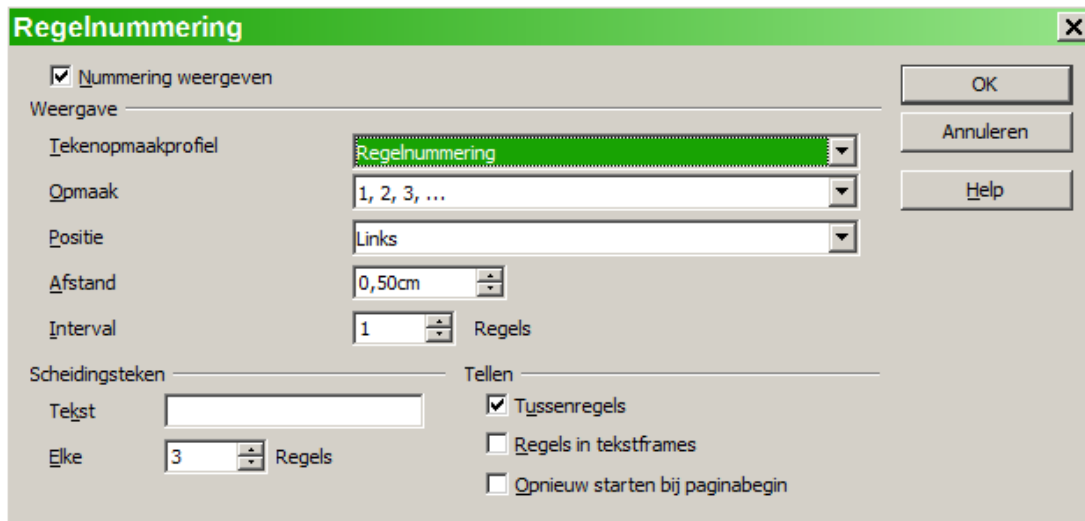 Regelnummering
Nummering weergeven
OK
Weergave
Annuleren
Tekenopmaakprofiel Regelnummering
Opmaak 1, 2, 3, ...
Help
Positie Links
Afstand 0,50cm
Interval 1 Regels
Scheidingsteken
Tekst
Elke 3 Regels
Tellen
Tussenregels
Regels in tekstframes
Opnieuw starten bij paginabegin